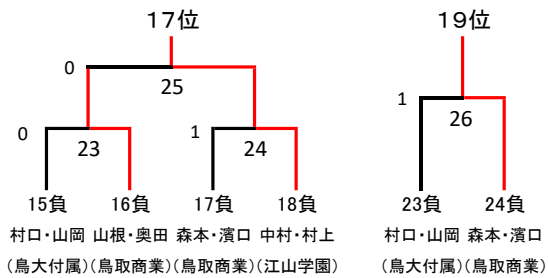 17位
19位
0
25
1
26
0
23
1
24
15負
16負
17負
18負
23負
24負
村口・山岡 山根・奥田 森本・濱口 中村・村上
村口・山岡 森本・濱口
(鳥大付属)(鳥取商業)(鳥取商業)(江山学園)
(鳥大付属)(鳥取商業)